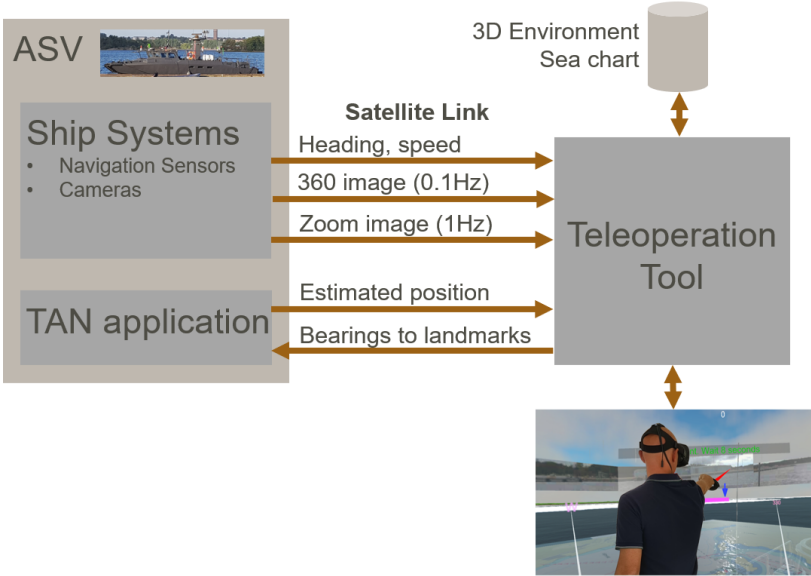 ASV
3D Environment
Sea chart
Ship Systems
• Navigation Sensors
• Cameras
Satellite Link
Heading, speed
360 image (0.1Hz)
Zoom image (1Hz)
Teleoperation
Tool
TAN application
Estimated position
Bearings to landmarks
0